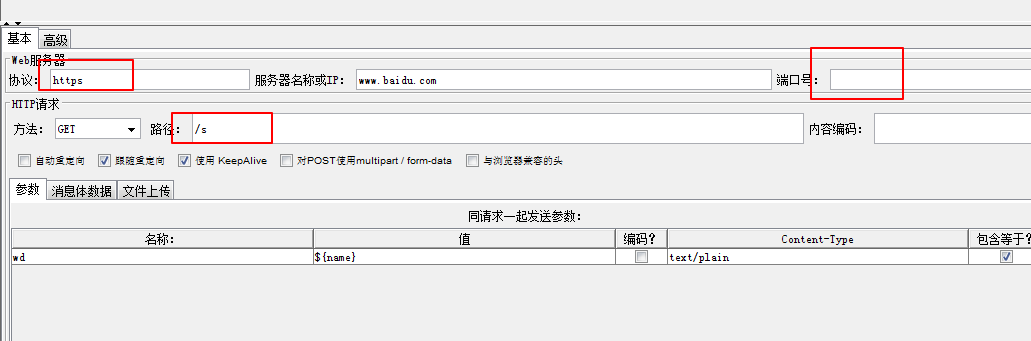 基本 高级
Web服务器
协议: https 服务器名称或IP: www.baidu.com 端口号:
HTTP请求
方法: GET 路径: /s 内容编码:
自动重定向 跟随重定向 使用 KeepAlive 对POST使用multipart / form-data 与浏览器兼容的头
参数 消息体数据 文件上传
同请求一起发送参数:
名称: 值 编码? Content-Type 包含等于?
wd ${name} text/plain